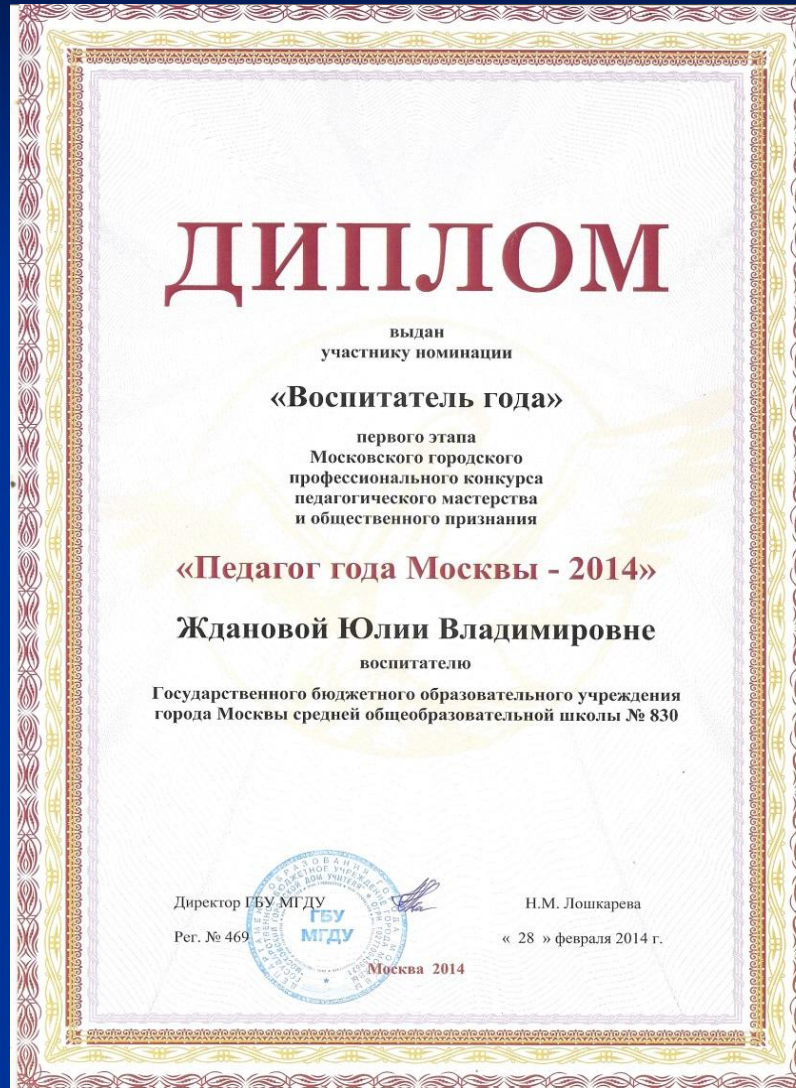 ДИПЛОМ
выдан
участнику номинации
«Воспитатель года»
первого этапа
Московского городского
профессионального конкурса
педагогического мастерства
и общественного признания
«Педагог года Москвы - 2014»
Ждановой Юлии Владимировне
воспитателю
Государственного бюджетного образовательного учреждения
города Москвы средней общеобразовательной школы № 830
Директор ГБУ МГДУ
Н.М. Лошкарева
Рег. № 469
« 28 » февраля 2014 г.
ГБУ
МГДУ
Москва 2014